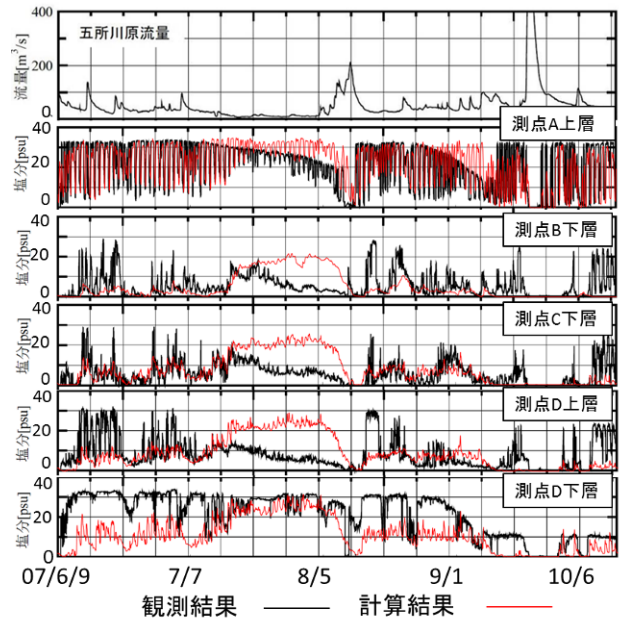 五所川原流量
流量[m³/s]
400
200
0
測点A上層
塩分[psu]
40
20
0
測点B下層
塩分[psu]
40
20
0
測点C下層
塩分[psu]
40
20
0
測点D上層
塩分[psu]
40
20
0
測点D下層
塩分[psu]
40
20
0
07/6/9 7/7 8/5 9/1 10/6
観測結果 計算結果